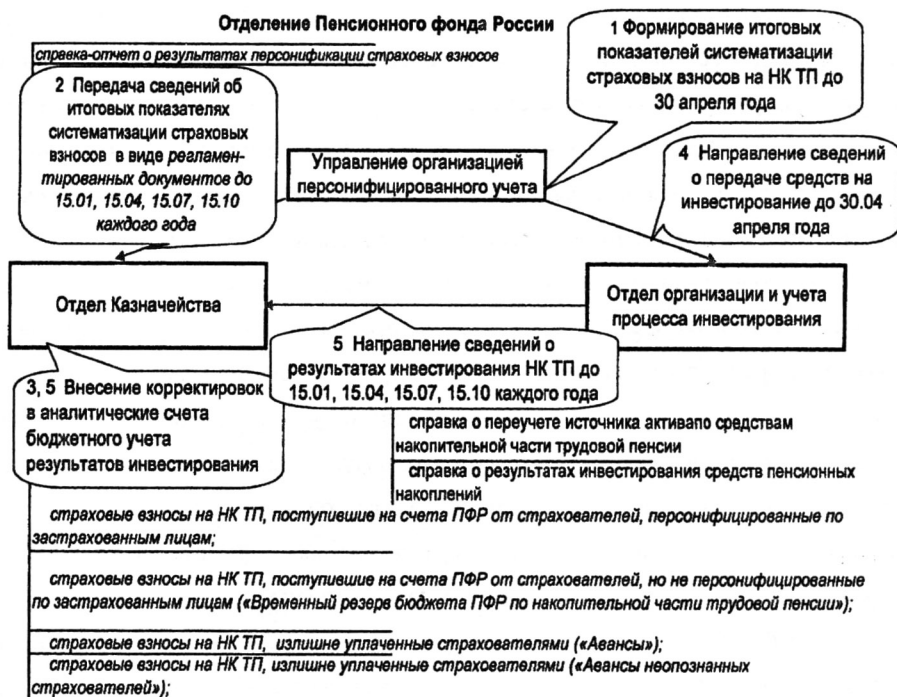 Отделение Пенсионного фонда России
справка-отчет о результатах персонификации страховых взносов
1 Формирование итоговых
показателей систематизации
страховых взносов на НК ТП до
30 апреля года
2 Передача сведений об
итоговых показателях
систематизации страховых
взносов в виде регламен-
тированных документов до
15.01, 15.04, 15.07, 15.10
каждого года
Управление организацией
персонифицированного учета
4 Направление сведений
о передаче средств на
инвестирование до 30.04
апреля года
Отдел Казначейства
Отдел организации и учета
процесса инвестирования
5 Направление сведений о
результатах инвестирования НК ТП до
15.01, 15.04, 15.07, 15.10 каждого года
3, 5 Внесение корректировок
в аналитические счета
бюджетного учета
результатов инвестирования
справка о переучете источника активапо средствам
накопительной части трудовой пенсии
справка о результатах инвестирования средств пенсионных
накоплений
страховые взносы на НК ТП, поступившие на счета ПФР от страхователей, персонифицированные по
застрахованным лицам;
страховые взносы на НК ТП, поступившие на счета ПФР от страхователей, но не персонифицированные
по застрахованным лицам («Временный резерв бюджета ПФР по накопительной части трудовой пенсии»);
страховые взносы на НК ТП, излишне уплаченные страхователями («Авансы»);
страховые взносы на НК ТП, излишне уплаченные страхователями («Авансы неопознанных
страхователей»);